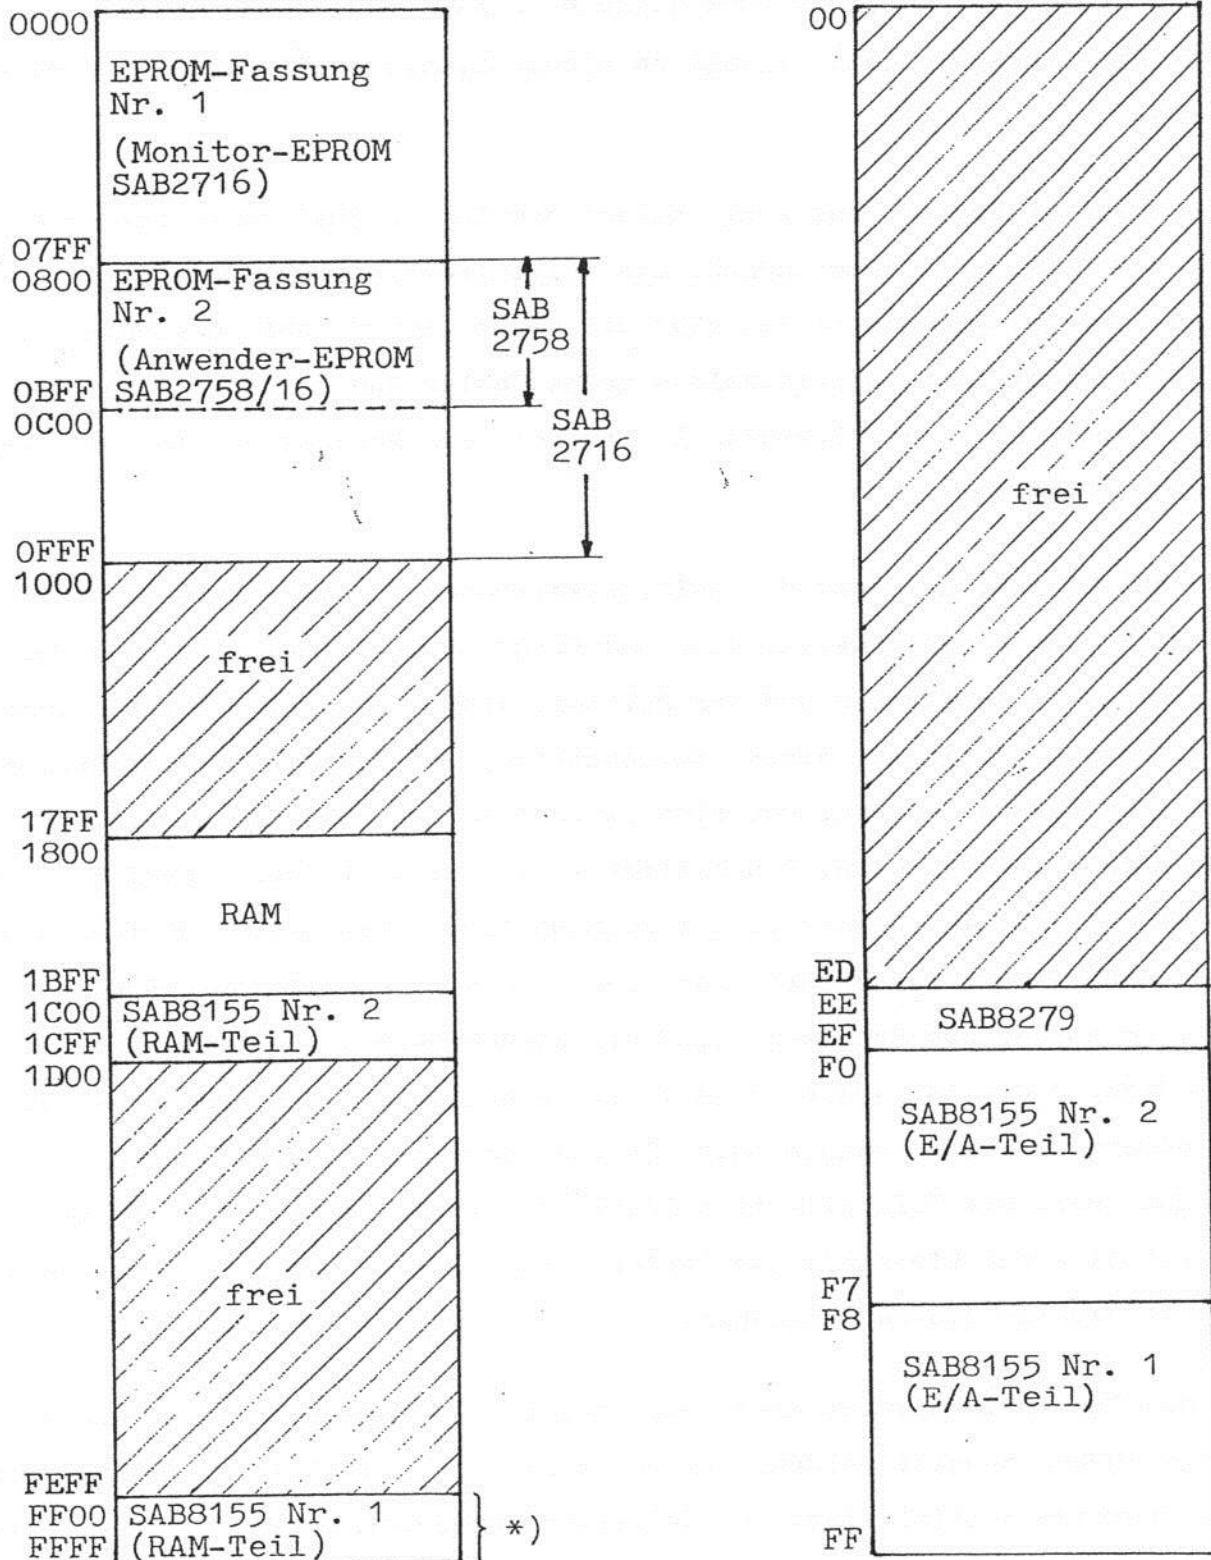 0000
EPROM-Fassung
Nr. 1
(Monitor-EPROM
SAB2716)
07FF
0800
EPROM-Fassung
Nr. 2
(Anwender-EPROM
SAB2758/16)
0BFF
0C00
SAB
2758
SAB
2716
0FFF
1000
frei
17FF
1800
RAM
1BFF
1C00
1CFF
SAB8155 Nr. 2
(RAM-Teil)
1D00
frei
FEFF
FF00
FFFF
SAB8155 Nr. 1
(RAM-Teil)
*)
00
frei
ED
EE
EF
SAB8279
F0
SAB8155 Nr. 2
(E/A-Teil)
F7
F8
SAB8155 Nr. 1
(E/A-Teil)
FF